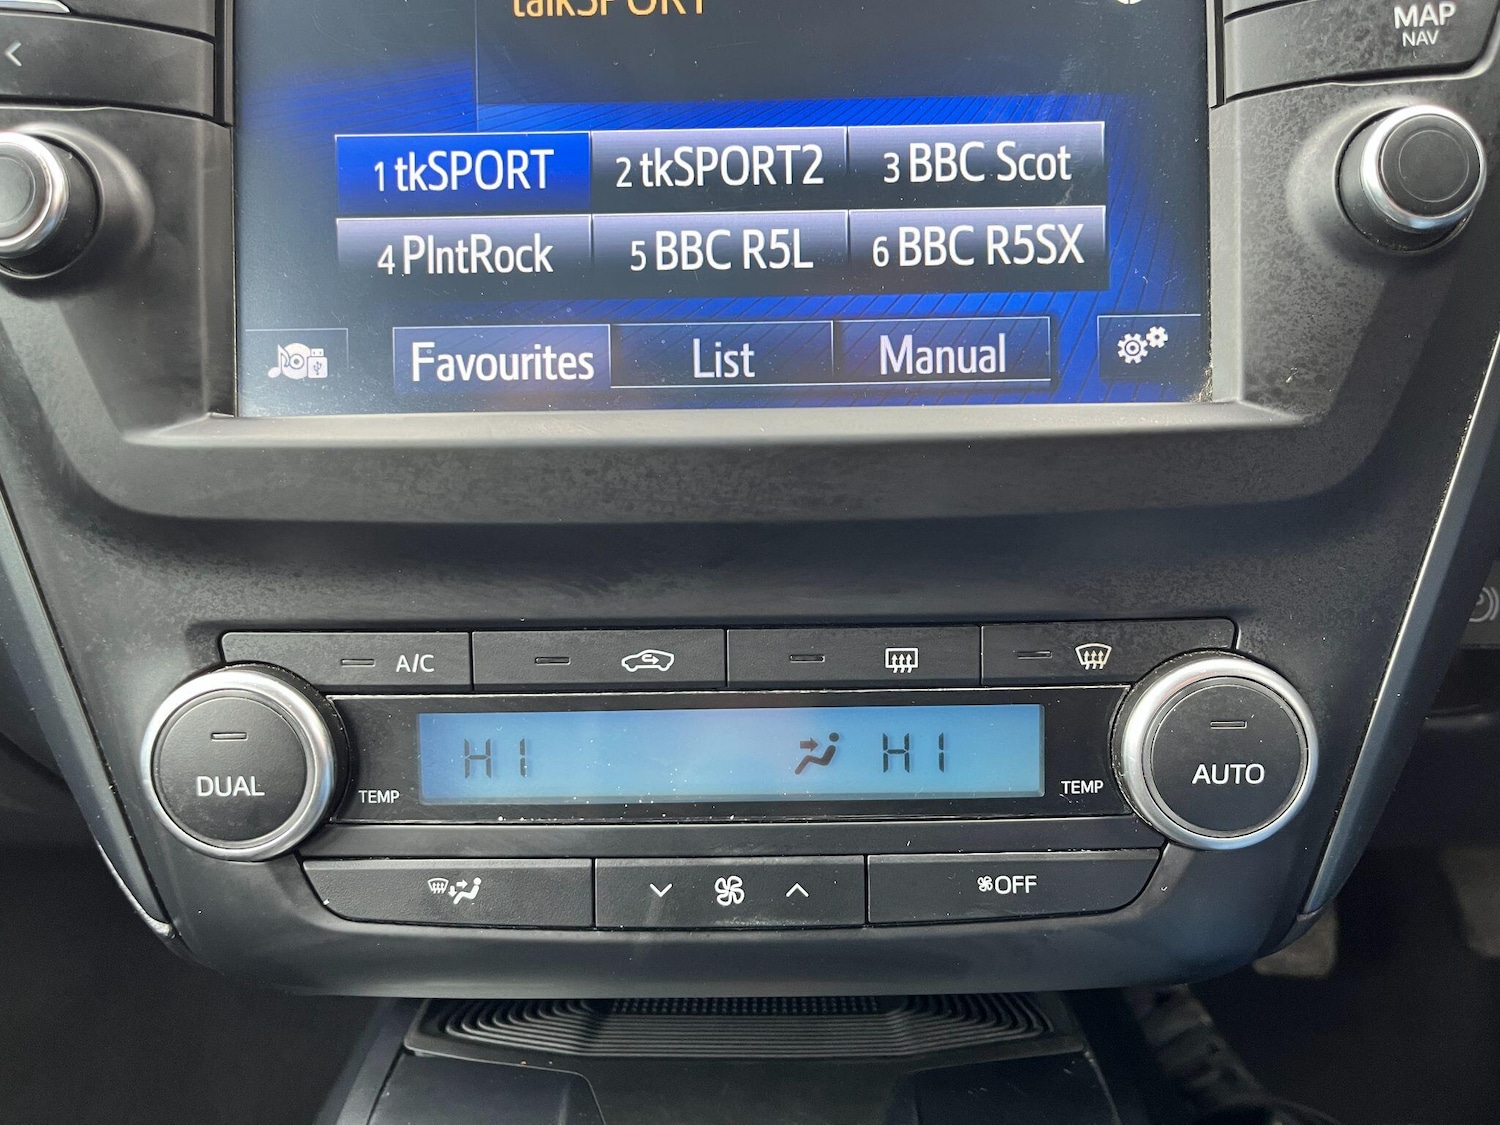 talkSPORT
MAP
NAV
1 tkSPORT 2 tkSPORT2 3 BBC Scot
4 PlntRock 5 BBC R5L 6 BBC R5SX
Favourites List Manual
A/C
HI HI
DUAL TEMP TEMP AUTO
OFF